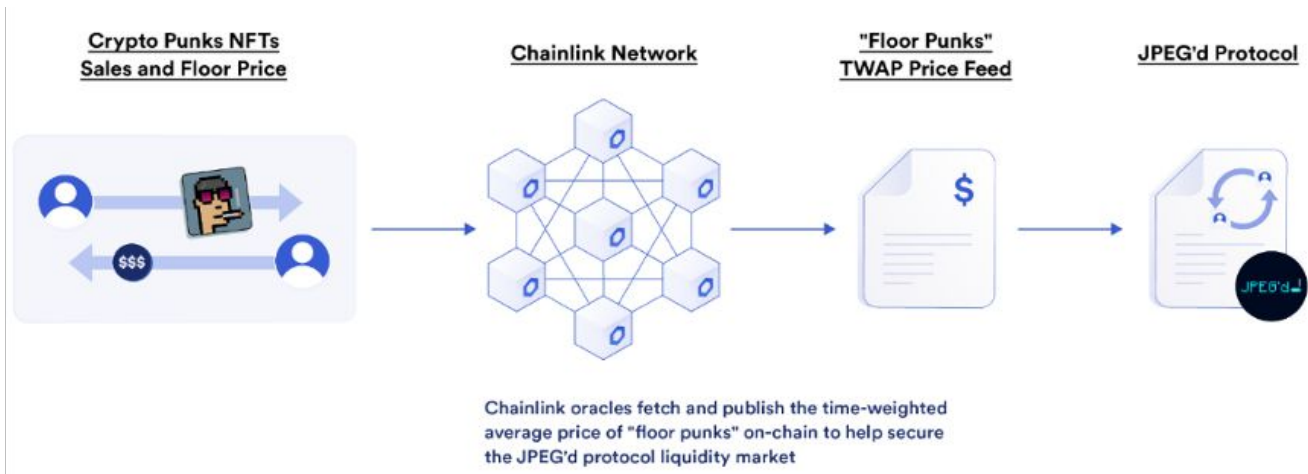 Crypto Punks NFTs
Sales and Floor Price
Chainlink Network
"Floor Punks"
TWAP Price Feed
JPEG'd Protocol
$$$
$
JPEG'd
Chainlink oracles fetch and publish the time-weighted
average price of "floor punks" on-chain to help secure
the JPEG'd protocol liquidity market